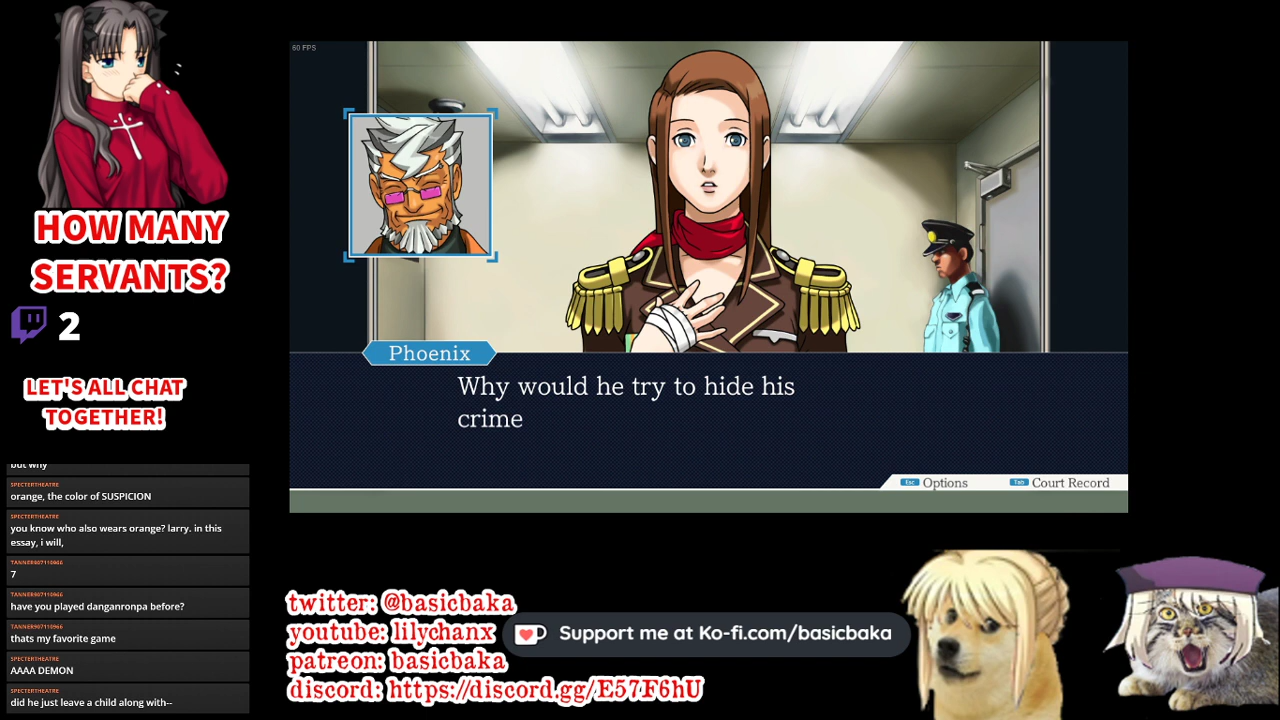 HOW MANY
SERVANTS?
2
LET'S ALL CHAT
TOGETHER!
but why
SPECTERTHEATRE
orange, the color of SUSPICION
SPECTERTHEATRE
you know who also wears orange? larry. in this
essay, i will,
7
have you played danganronpa before?
thats my favorite game
SPECTERTHEATRE
AAAA DEMON
SPECTERTHEATRE
did he just leave a child along with--
60 FPS
Phoenix
Why would he try to hide his
crime
Esc Options
Tab Court Record
twitter: @basicbaka
youtube: lilychanx
patreon: basicbaka
discord: https://discord.gg/E57F6hU
Support me at Ko-fi.com/basicbaka